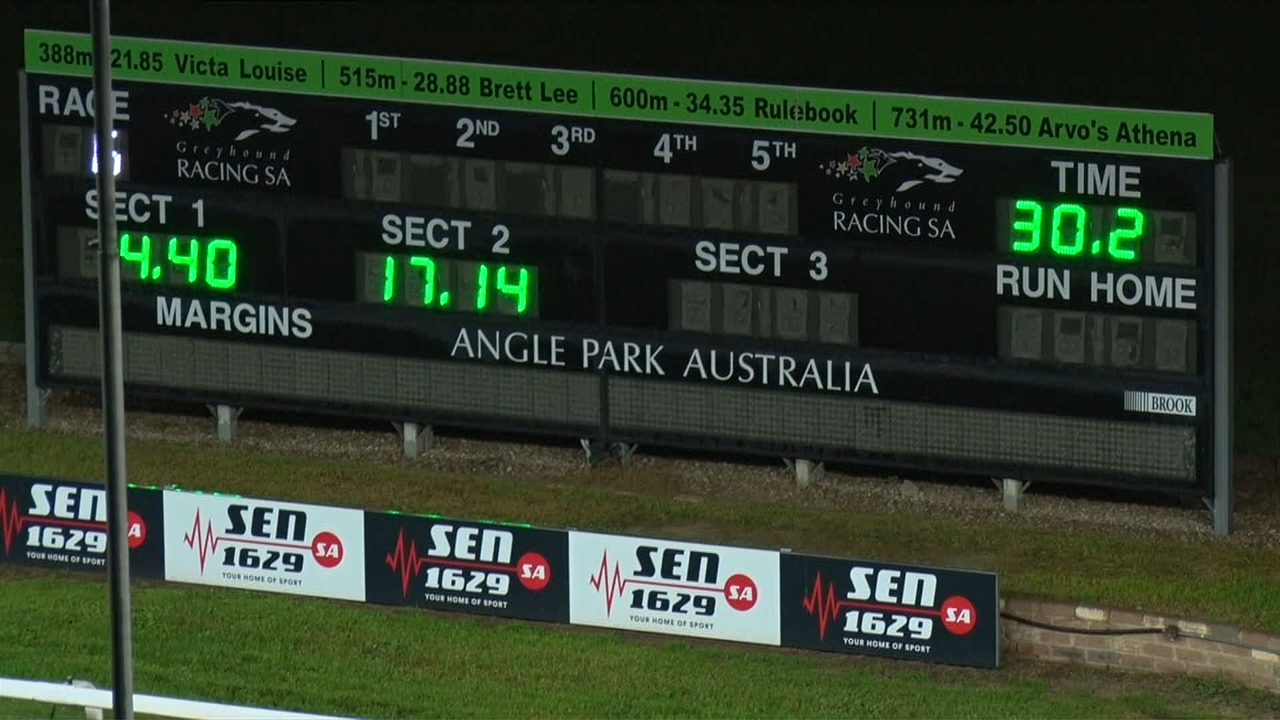 388m 21.85 Victa Louise | 515m - 28.88 Brett Lee | 600m - 34.35 Rulebook | 731m - 42.50 Arvo's Athena
RACE
Greyhound
RACING SA
1ST 2ND 3RD 4TH 5TH
Greyhound
RACING SA
TIME
30.2
SECT 1
4.40
SECT 2
17.14
SECT 3
RUN HOME
MARGINS
ANGLE PARK AUSTRALIA
BROOK
SEN
1629 SA
YOUR HOME OF SPORT
SEN
1629 SA
YOUR HOME OF SPORT
SEN
1629 SA
YOUR HOME OF SPORT
SEN
1629 SA
YOUR HOME OF SPORT
SEN
1629 SA
YOUR HOME OF SPORT